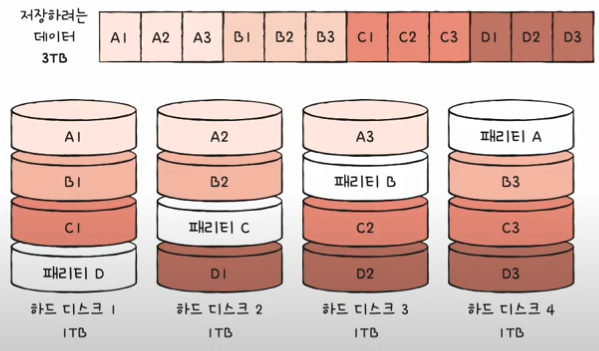 저장하려는
데이터
3TB
A1 A2 A3 B1 B2 B3 C1 C2 C3 D1 D2 D3
A1 A2 A3 패리티 A
B1 B2 패리티 B B3
C1 패리티 C C2 C3
패리티 D D1 D2 D3
하드 디스크 1 하드 디스크 2 하드 디스크 3 하드 디스크 4
1TB 1TB 1TB 1TB